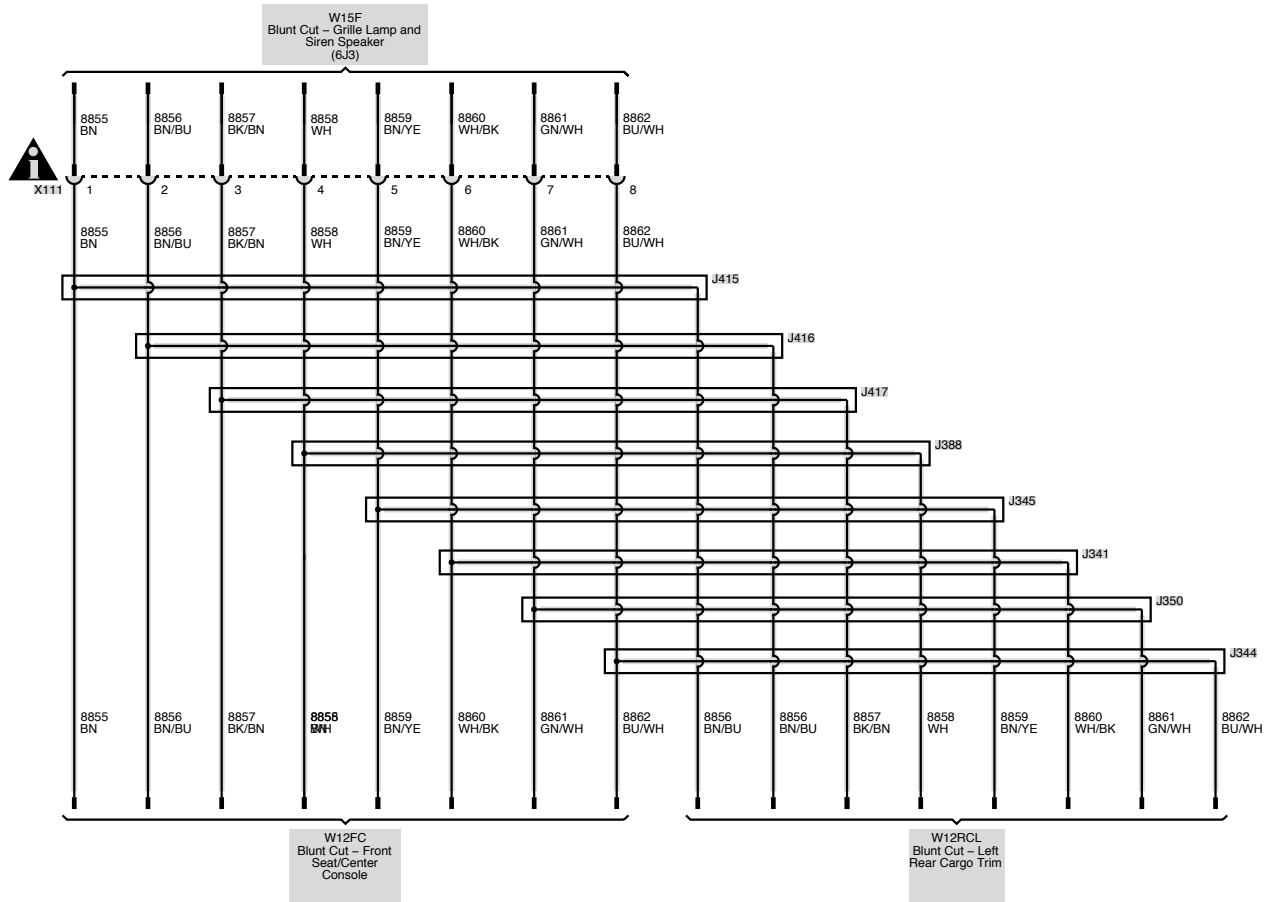 W15F
Blunt Cut – Grille Lamp and
Siren Speaker
(6J3)
8855
BN
8856
BN/BU
8857
BK/BN
8858
WH
8859
BN/YE
8860
WH/BK
8861
GN/WH
8862
BU/WH
i
X111
1
2
3
4
5
6
7
8
8855
BN
8856
BN/BU
8857
BK/BN
8858
WH
8859
BN/YE
8860
WH/BK
8861
GN/WH
8862
BU/WH
J415
J416
J417
J388
J345
J341
J350
J344
8855
BN
8856
BN/BU
8857
BK/BN
8859
BN/YE
8860
WH/BK
8861
GN/WH
8862
BU/WH
8856
BN/BU
8856
BN/BU
8857
BK/BN
8858
WH
8859
BN/YE
8860
WH/BK
8861
GN/WH
8862
BU/WH
W12FC
Blunt Cut – Front
Seat/Center
Console
W12RCL
Blunt Cut – Left
Rear Cargo Trim